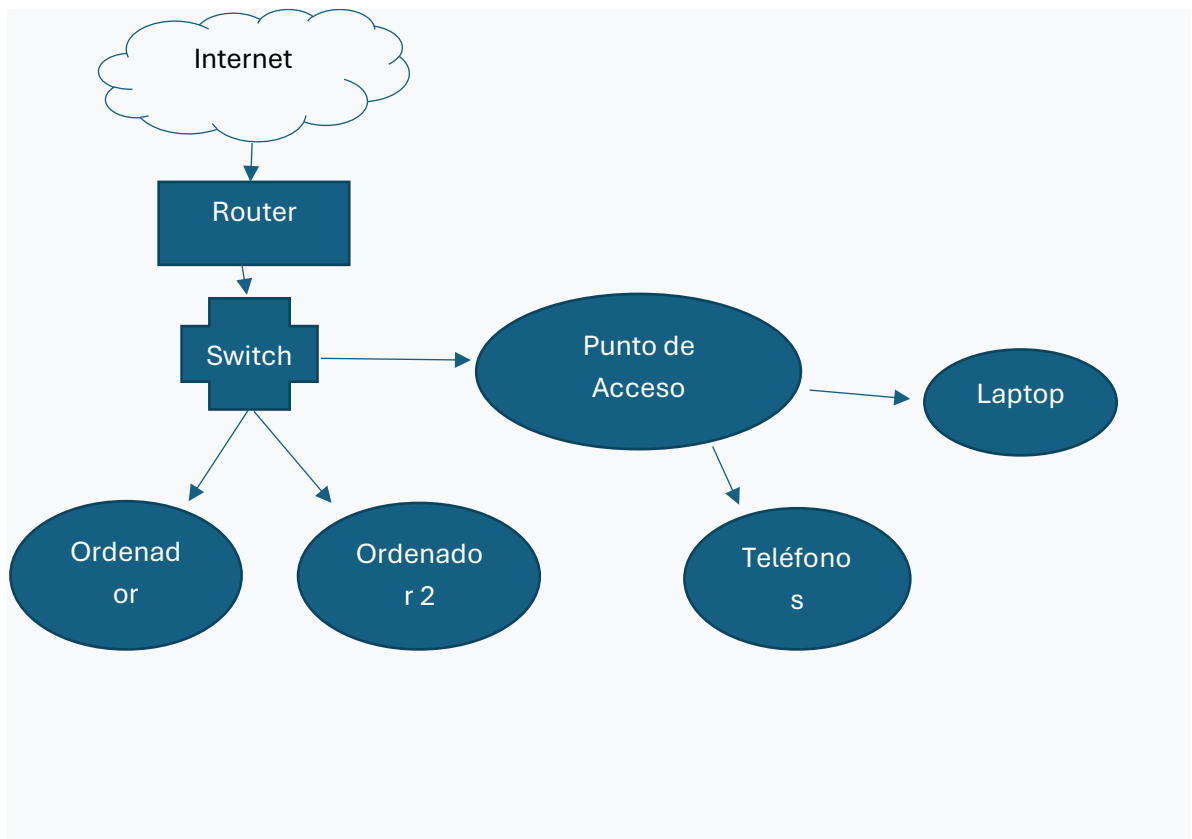 Internet
Router
Switch
Punto de
Acceso
Laptop
Ordenad
or
Ordenado
r 2
Teléfono
s